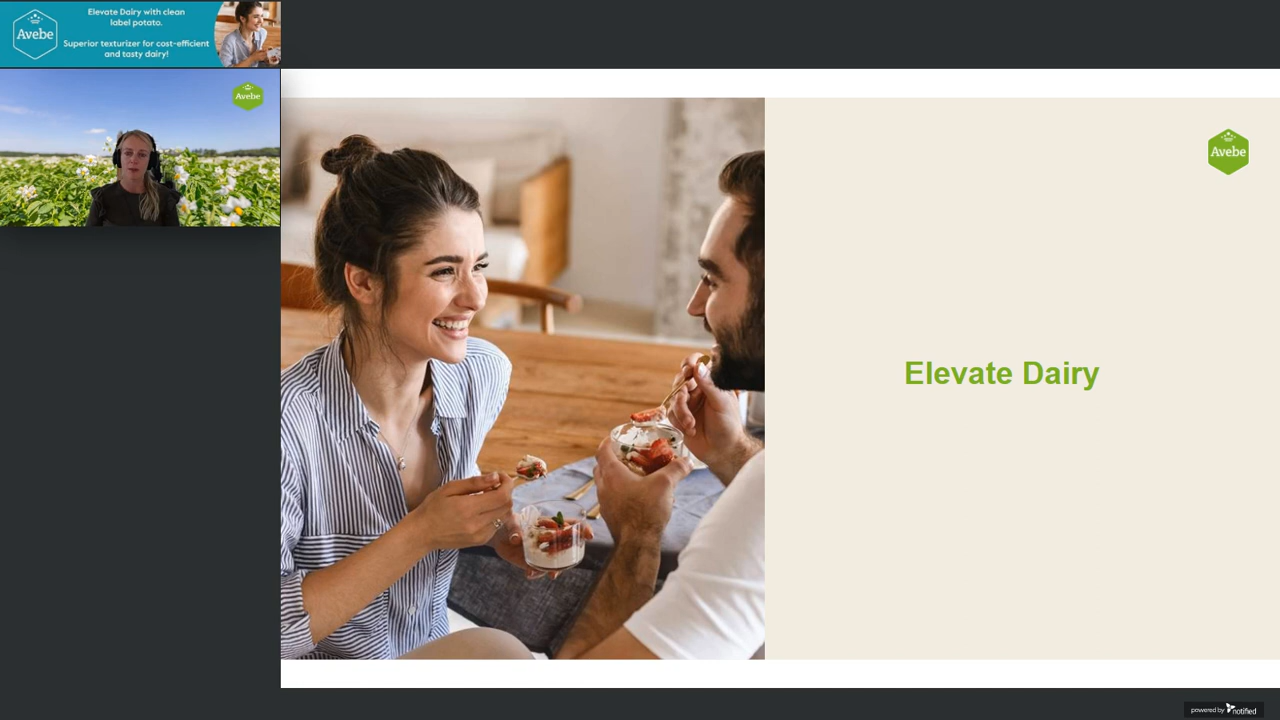 Avebe
Elevate Dairy with clean
label potato.
Superior texturizer for cost-efficient
and tasty dairy!
Avebe
Avebe
Elevate Dairy
powered by notified